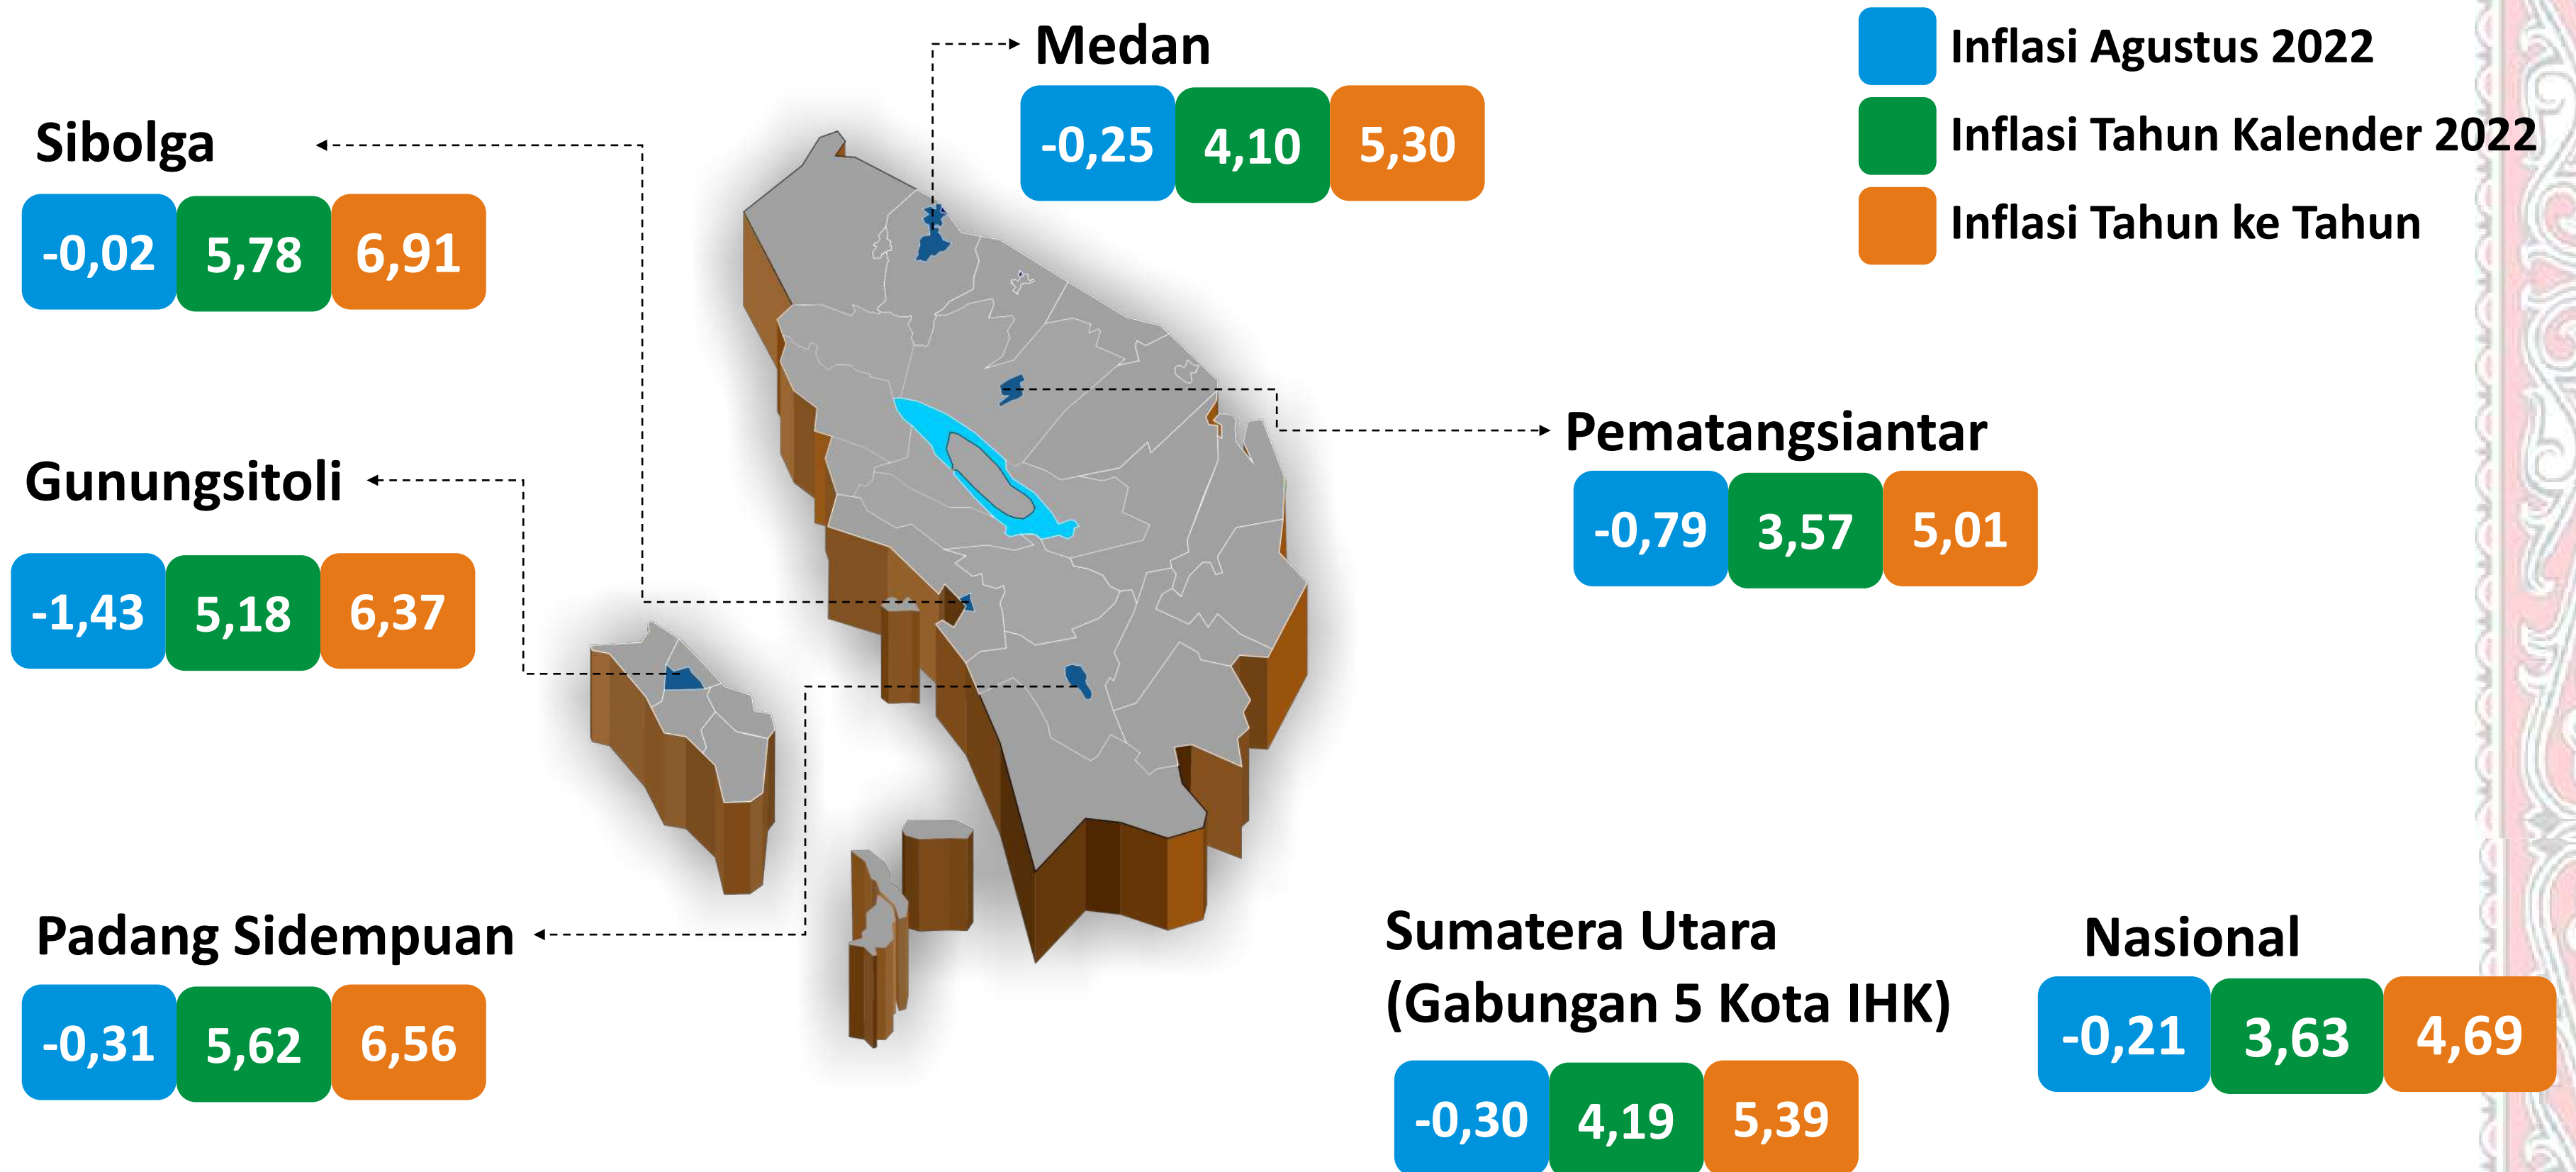 Medan
-0,25 4,10 5,30
Inflasi Agustus 2022
Inflasi Tahun Kalender 2022
Inflasi Tahun ke Tahun
Sibolga
-0,02 5,78 6,91
Gunungsitoli
-1,43 5,18 6,37
Pematangsiantar
-0,79 3,57 5,01
Padang Sidempuan
-0,31 5,62 6,56
Sumatera Utara
(Gabungan 5 Kota IHK)
-0,30 4,19 5,39
Nasional
-0,21 3,63 4,69